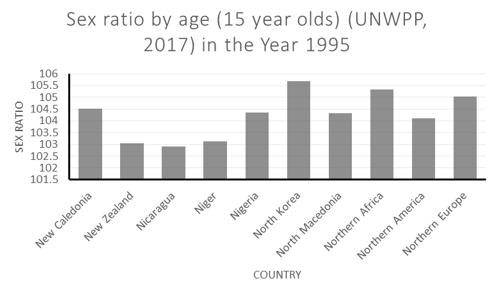 Sex ratio by age (15 year olds) (UNWPP,
2017) in the Year 1995
106
105.5
105
104.5
104
103.5
103
102.5
102
101.5
SEX RATIO
New Caledonia
New Zealand
Nicaragua
Niger
Nigeria
North Korea
North Macedonia
Northern Africa
Northern America
Northern Europe
COUNTRY